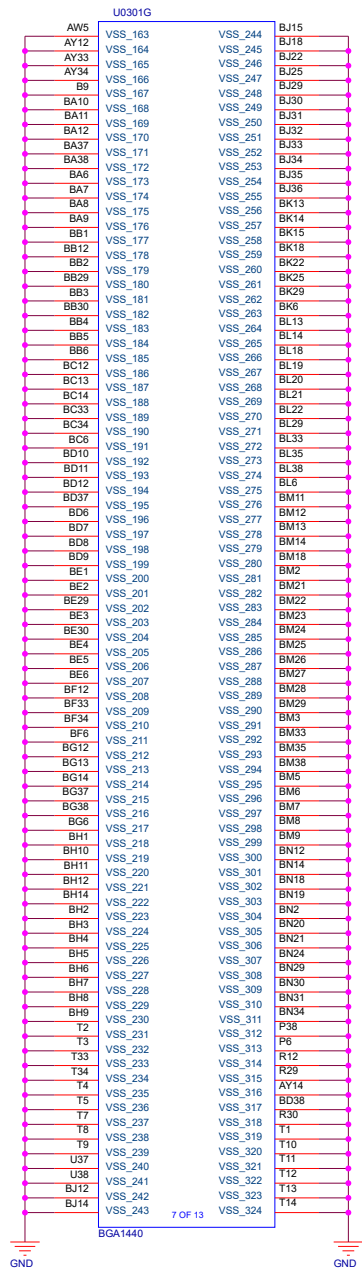 U0301G
AW5 VSS_163 VSS_244 BJ15
AY12 VSS_164 VSS_245 BJ18
AY33 VSS_165 VSS_246 BJ22
AY34 VSS_166 VSS_247 BJ25
B9 VSS_167 VSS_248 BJ29
BA10 VSS_168 VSS_249 BJ30
BA11 VSS_169 VSS_250 BJ31
BA12 VSS_170 VSS_251 BJ32
BA37 VSS_171 VSS_252 BJ33
BA38 VSS_172 VSS_253 BJ34
BA6 VSS_173 VSS_254 BJ35
BA7 VSS_174 VSS_255 BJ36
BA8 VSS_175 VSS_256 BK13
BA9 VSS_176 VSS_257 BK14
BB1 VSS_177 VSS_258 BK15
BB12 VSS_178 VSS_259 BK18
BB2 VSS_179 VSS_260 BK22
BB29 VSS_180 VSS_261 BK25
BB3 VSS_181 VSS_262 BK29
BB30 VSS_182 VSS_263 BK6
BB4 VSS_183 VSS_264 BL13
BB5 VSS_184 VSS_265 BL14
BB6 VSS_185 VSS_266 BL18
BC12 VSS_186 VSS_267 BL19
BC13 VSS_187 VSS_268 BL20
BC14 VSS_188 VSS_269 BL21
BC33 VSS_189 VSS_270 BL22
BC34 VSS_190 VSS_271 BL29
BC6 VSS_191 VSS_272 BL33
BD10 VSS_192 VSS_273 BL35
BD11 VSS_193 VSS_274 BL38
BD12 VSS_194 VSS_275 BL6
BD37 VSS_195 VSS_276 BM11
BD6 VSS_196 VSS_277 BM12
BD7 VSS_197 VSS_278 BM13
BD8 VSS_198 VSS_279 BM14
BD9 VSS_199 VSS_280 BM18
BE1 VSS_200 VSS_281 BM2
BE2 VSS_201 VSS_282 BM21
BE29 VSS_202 VSS_283 BM22
BE3 VSS_203 VSS_284 BM23
BE30 VSS_204 VSS_285 BM24
BE4 VSS_205 VSS_286 BM25
BE5 VSS_206 VSS_287 BM26
BE6 VSS_207 VSS_288 BM27
BF12 VSS_208 VSS_289 BM28
BF33 VSS_209 VSS_290 BM29
BF34 VSS_210 VSS_291 BM3
BF6 VSS_211 VSS_292 BM33
BG12 VSS_212 VSS_293 BM35
BG13 VSS_213 VSS_294 BM38
BG14 VSS_214 VSS_295 BM5
BG37 VSS_215 VSS_296 BM6
BG38 VSS_216 VSS_297 BM7
BG6 VSS_217 VSS_298 BM8
BH1 VSS_218 VSS_299 BM9
BH10 VSS_219 VSS_300 BN12
BH11 VSS_220 VSS_301 BN14
BH12 VSS_221 VSS_302 BN18
BH14 VSS_222 VSS_303 BN19
BH2 VSS_223 VSS_304 BN2
BH3 VSS_224 VSS_305 BN20
BH4 VSS_225 VSS_306 BN21
BH5 VSS_226 VSS_307 BN24
BH6 VSS_227 VSS_308 BN29
BH7 VSS_228 VSS_309 BN30
BH8 VSS_229 VSS_310 BN31
BH9 VSS_230 VSS_311 BN34
T2 VSS_231 VSS_312 P38
T3 VSS_232 VSS_313 P6
T33 VSS_233 VSS_314 R12
T34 VSS_234 VSS_315 R29
T4 VSS_235 VSS_316 AY14
T5 VSS_236 VSS_317 BD38
T7 VSS_237 VSS_318 R30
T8 VSS_238 VSS_319 T1
T9 VSS_239 VSS_320 T10
U37 VSS_240 VSS_321 T11
U38 VSS_241 VSS_322 T12
BJ12 VSS_242 VSS_323 T13
BJ14 VSS_243 VSS_324 T14
7 OF 13
BGA1440
GND GND